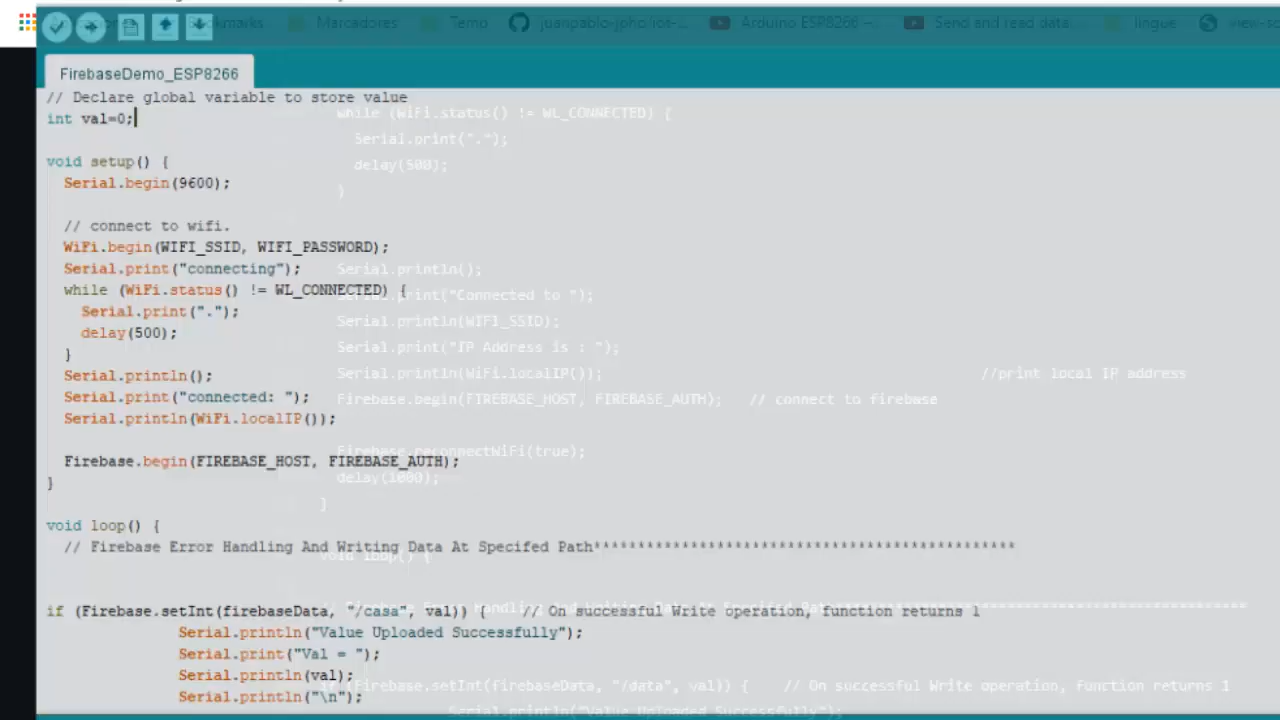 kmarks Marcadores Temp juanpablo-jpho Arduino ESP8266 – Send and read data lingue
FirebaseDemo_ESP8266
// Declare global variable to store value
int val=0;
while (WiFi.status() != WL_CONNECTED) {
Serial.print(".");
delay(500);
}
void setup() {
Serial.begin(9600);
// connect to wifi.
WiFi.begin(WIFI_SSID, WIFI_PASSWORD);
Serial.print("connecting");
while (WiFi.status() != WL_CONNECTED) {
Serial.print(".");
delay(500);
}
Serial.println();
Serial.print("connected: ");
Serial.println(WiFi.localIP());
Firebase.begin(FIREBASE_HOST, FIREBASE_AUTH);
}
Serial.println();
Serial.print("Connected to ");
Serial.println(WIFI_SSID);
Serial.print("IP Address is : ");
Serial.println(WiFi.localIP()); //print local IP address
Firebase.begin(FIREBASE_HOST, FIREBASE_AUTH); // connect to firebase
Firebase.reconnectWiFi(true);
delay(1000);
}
void loop() {
// Firebase Error Handling And Writing Data At Specifed Path************************************************
void loop() {
if (Firebase.setInt(firebaseData, "/casa", val)) { // On successful Write operation, function returns 1
Serial.println("Value Uploaded Successfully");
Serial.print("Val = ");
Serial.println(val);
Serial.println("\n");
if (Firebase.setInt(firebaseData, "/data", val)) { // On successful Write operation, function returns 1
Serial.println("Value Uploaded Successfully");